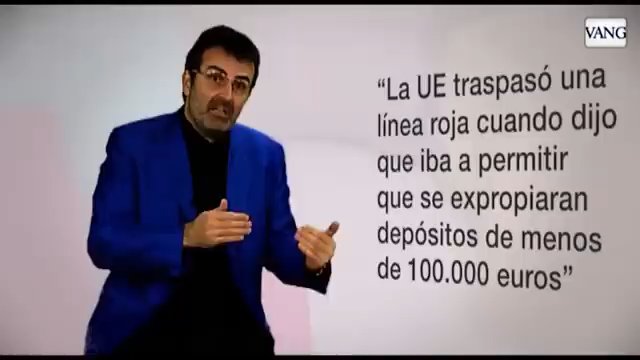 VANG
“La UE traspasó una
línea roja cuando dijo
que iba a permitir
que se expropiaran
depósitos de menos
de 100.000 euros”